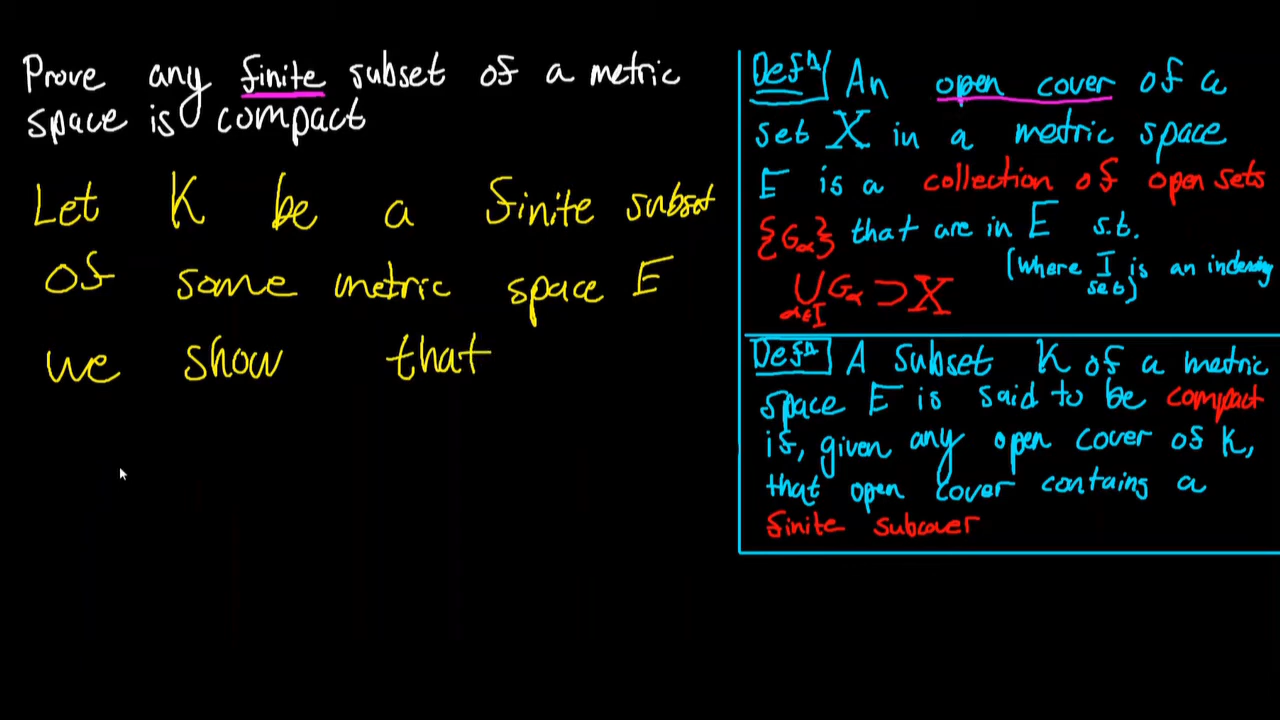 Prove any finite subset of a metric
space is compact
Let K be a finite subset
of some metric space E
we show that
Defⁿ An open cover of a
set X in a metric space
E is a collection of open sets
{Gα} that are in E s.t.
(where I is an indexing
set)
⋃ Gα ⊃ X
α∈I
Defⁿ A subset K of a metric
space E is said to be compact
if, given any open cover of K,
that open cover contains a
finite subcover